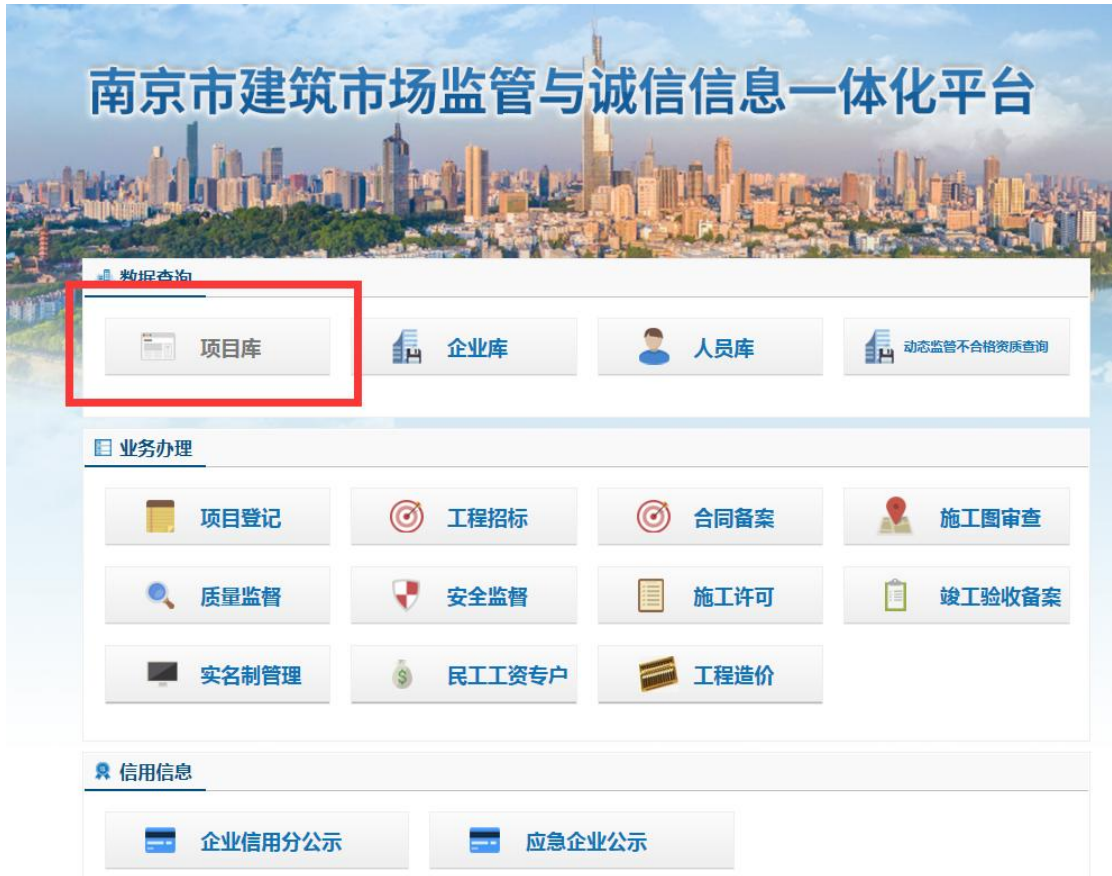 南京市建筑市场监管与诚信信息一体化平台
数据查询
项目库
企业库
人员库
动态监管不合格资质查询
业务办理
项目登记
工程招标
合同备案
施工图审查
质量监督
安全监督
施工许可
竣工验收备案
实名制管理
民工工资专户
工程造价
信用信息
企业信用分公示
应急企业公示